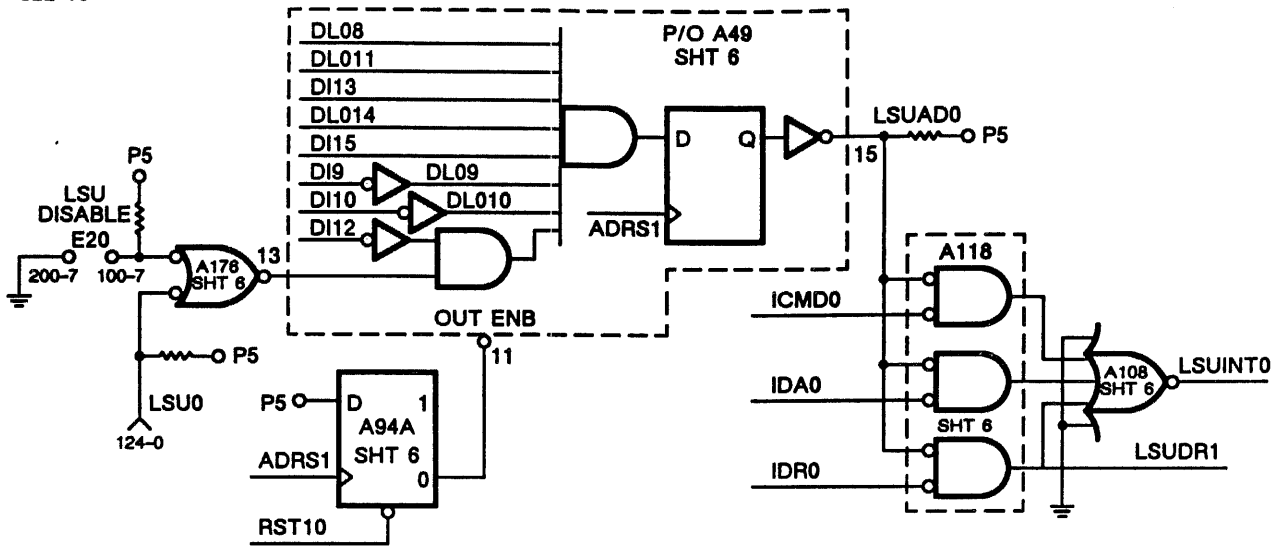 DL08
DL011
DI13
DL014
DI15
DI9
DL09
DI10
DL010
DI12
P/O A49
SHT 6
D
Q
ADRS1
15
LSUAD0
P5
P5
LSU
DISABLE
E20
200-7
100-7
A176
SHT 6
13
P5
LSU0
124-0
OUT ENB
11
P5
D
1
A94A
SHT 6
ADRS1
0
RST10
A118
ICMD0
IDA0
SHT 6
IDR0
A108
SHT 6
LSUINT0
LSUDR1